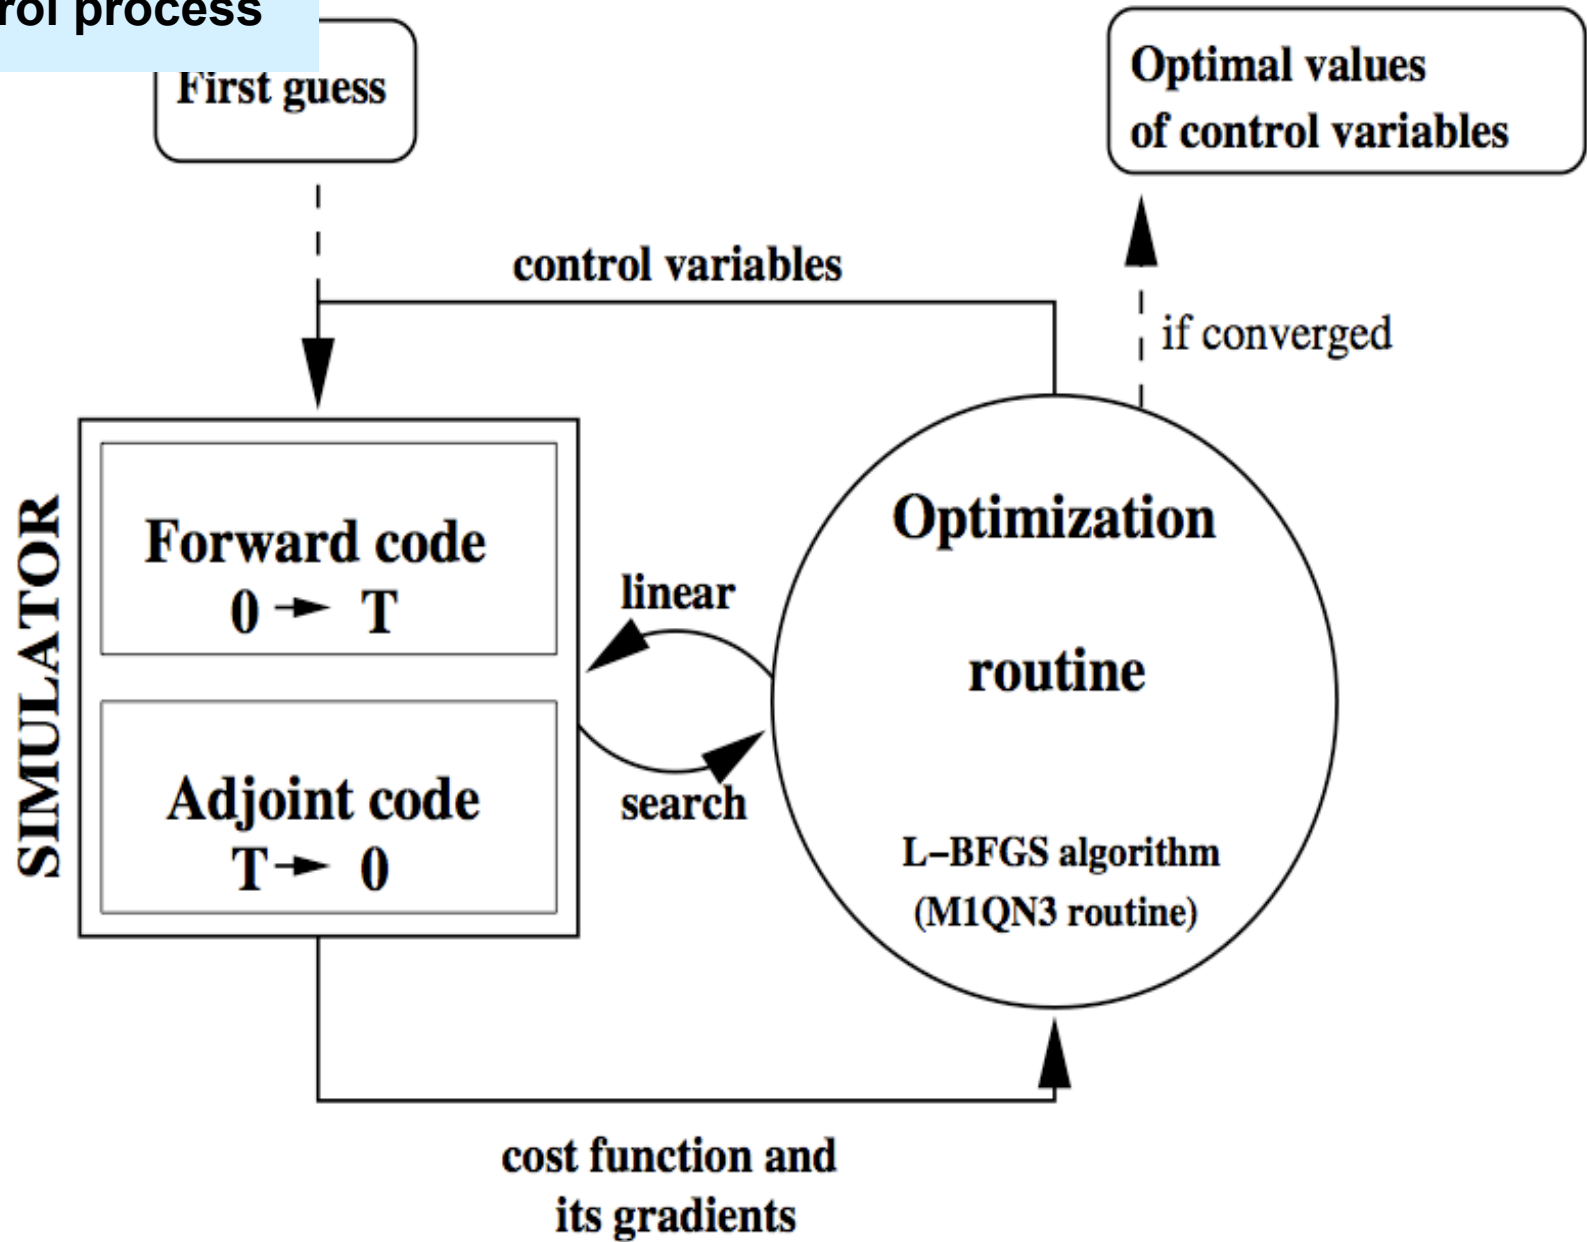 process
First guess
Optimal values
of control variables
control variables
if converged
SIMULATOR
Forward code
0 → T
Adjoint code
T → 0
linear
search
Optimization
routine
L–BFGS algorithm
(M1QN3 routine)
cost function and
its gradients